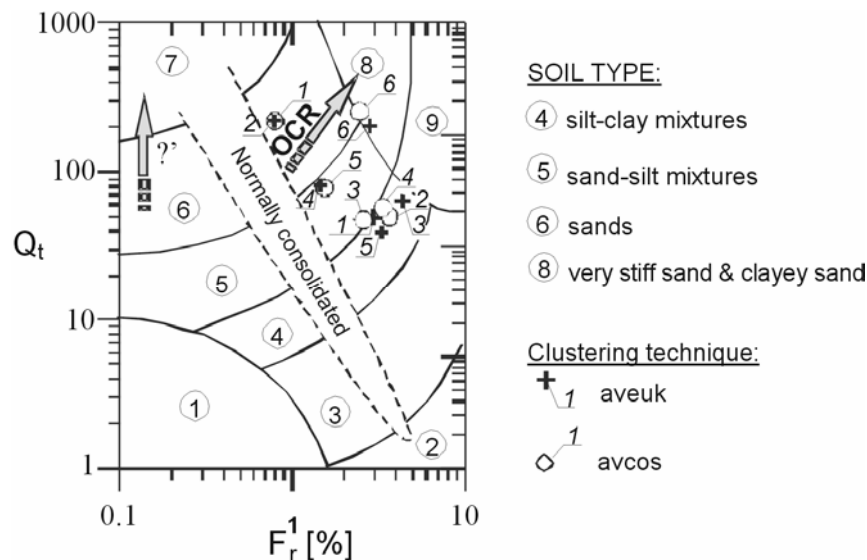 1000
100
10
1
Q_t
0.1
1
10
F_r [%]
7
8
9
6
5
4
3
1
2
?’
OCR
Normally consolidated
1
2
6
6
5
4
4
3
2
1
5
3
SOIL TYPE:
4 silt-clay mixtures
5 sand-silt mixtures
6 sands
8 very stiff sand & clayey sand
Clustering technique:
1 aveuk
1 avcos